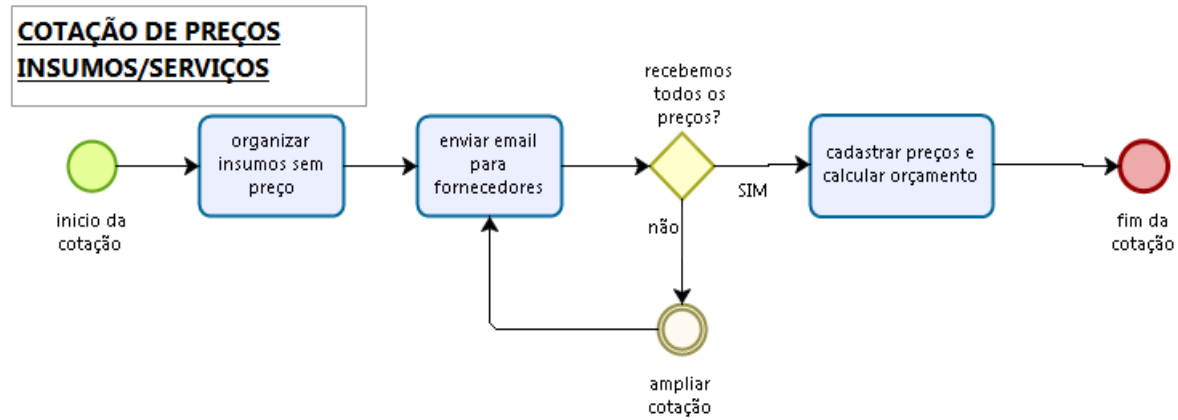 COTAÇÃO DE PREÇOS
INSUMOS/SERVIÇOS
inicio da
cotação
organizar
insumos sem
preço
enviar email
para
fornecedores
recebemos
todos os
preços?
SIM
não
ampliar
cotação
cadastrar preços e
calcular orçamento
fim da
cotação